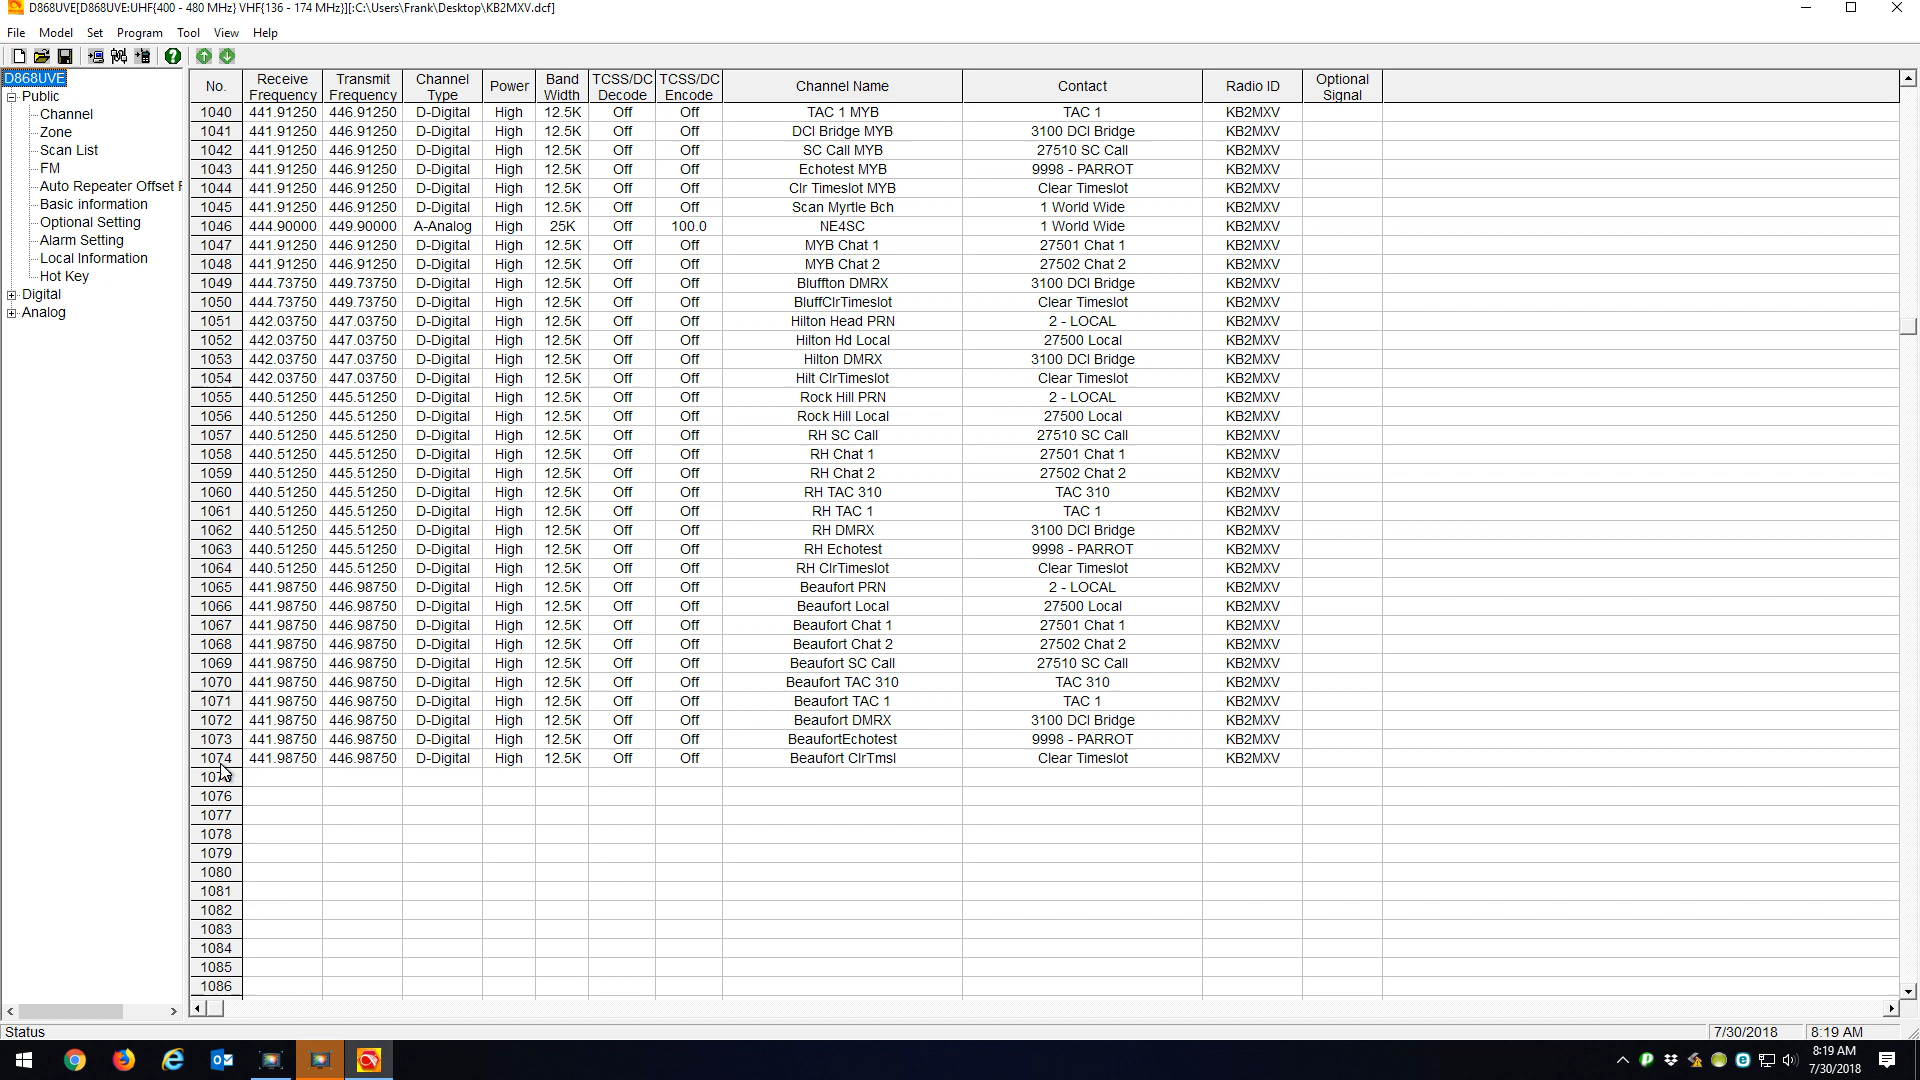 D868UVE[D868UVE:UHF{400 - 480 MHz} VHF{136 - 174 MHz}][:C:\Users\Frank\Desktop\KB2MXV.dcf]
File Model Set Program Tool View Help
D868UVE
Public
Channel
Zone
Scan List
FM
Auto Repeater Offset F
Basic information
Optional Setting
Alarm Setting
Local Information
Hot Key
Digital
Analog
No. Receive Frequency Transmit Frequency Channel Type Power Band Width TCSS/DC Decode TCSS/DC Encode Channel Name Contact Radio ID Optional Signal
1040 441.91250 446.91250 D-Digital High 12.5K Off Off TAC 1 MYB TAC 1 KB2MXV
1041 441.91250 446.91250 D-Digital High 12.5K Off Off DCI Bridge MYB 3100 DCI Bridge KB2MXV
1042 441.91250 446.91250 D-Digital High 12.5K Off Off SC Call MYB 27510 SC Call KB2MXV
1043 441.91250 446.91250 D-Digital High 12.5K Off Off Echotest MYB 9998 - PARROT KB2MXV
1044 441.91250 446.91250 D-Digital High 12.5K Off Off Clr Timeslot MYB Clear Timeslot KB2MXV
1045 441.91250 446.91250 D-Digital High 12.5K Off Off Scan Myrtle Bch 1 World Wide KB2MXV
1046 444.90000 449.90000 A-Analog High 25K Off 100.0 NE4SC 1 World Wide KB2MXV
1047 441.91250 446.91250 D-Digital High 12.5K Off Off MYB Chat 1 27501 Chat 1 KB2MXV
1048 441.91250 446.91250 D-Digital High 12.5K Off Off MYB Chat 2 27502 Chat 2 KB2MXV
1049 444.73750 449.73750 D-Digital High 12.5K Off Off Bluffton DMRX 3100 DCI Bridge KB2MXV
1050 444.73750 449.73750 D-Digital High 12.5K Off Off BluffClrTimeslot Clear Timeslot KB2MXV
1051 442.03750 447.03750 D-Digital High 12.5K Off Off Hilton Head PRN 2 - LOCAL KB2MXV
1052 442.03750 447.03750 D-Digital High 12.5K Off Off Hilton Hd Local 27500 Local KB2MXV
1053 442.03750 447.03750 D-Digital High 12.5K Off Off Hilton DMRX 3100 DCI Bridge KB2MXV
1054 442.03750 447.03750 D-Digital High 12.5K Off Off Hilt ClrTimeslot Clear Timeslot KB2MXV
1055 440.51250 445.51250 D-Digital High 12.5K Off Off Rock Hill PRN 2 - LOCAL KB2MXV
1056 440.51250 445.51250 D-Digital High 12.5K Off Off Rock Hill Local 27500 Local KB2MXV
1057 440.51250 445.51250 D-Digital High 12.5K Off Off RH SC Call 27510 SC Call KB2MXV
1058 440.51250 445.51250 D-Digital High 12.5K Off Off RH Chat 1 27501 Chat 1 KB2MXV
1059 440.51250 445.51250 D-Digital High 12.5K Off Off RH Chat 2 27502 Chat 2 KB2MXV
1060 440.51250 445.51250 D-Digital High 12.5K Off Off RH TAC 310 TAC 310 KB2MXV
1061 440.51250 445.51250 D-Digital High 12.5K Off Off RH TAC 1 TAC 1 KB2MXV
1062 440.51250 445.51250 D-Digital High 12.5K Off Off RH DMRX 3100 DCI Bridge KB2MXV
1063 440.51250 445.51250 D-Digital High 12.5K Off Off RH Echotest 9998 - PARROT KB2MXV
1064 440.51250 445.51250 D-Digital High 12.5K Off Off RH ClrTimeslot Clear Timeslot KB2MXV
1065 441.98750 446.98750 D-Digital High 12.5K Off Off Beaufort PRN 2 - LOCAL KB2MXV
1066 441.98750 446.98750 D-Digital High 12.5K Off Off Beaufort Local 27500 Local KB2MXV
1067 441.98750 446.98750 D-Digital High 12.5K Off Off Beaufort Chat 1 27501 Chat 1 KB2MXV
1068 441.98750 446.98750 D-Digital High 12.5K Off Off Beaufort Chat 2 27502 Chat 2 KB2MXV
1069 441.98750 446.98750 D-Digital High 12.5K Off Off Beaufort SC Call 27510 SC Call KB2MXV
1070 441.98750 446.98750 D-Digital High 12.5K Off Off Beaufort TAC 310 TAC 310 KB2MXV
1071 441.98750 446.98750 D-Digital High 12.5K Off Off Beaufort TAC 1 TAC 1 KB2MXV
1072 441.98750 446.98750 D-Digital High 12.5K Off Off Beaufort DMRX 3100 DCI Bridge KB2MXV
1073 441.98750 446.98750 D-Digital High 12.5K Off Off BeaufortEchotest 9998 - PARROT KB2MXV
1074 441.98750 446.98750 D-Digital High 12.5K Off Off Beaufort ClrTmsl Clear Timeslot KB2MXV
1075
1076
1077
1078
1079
1080
1081
1082
1083
1084
1085
1086
Status 7/30/2018 8:19 AM
8:19 AM
7/30/2018